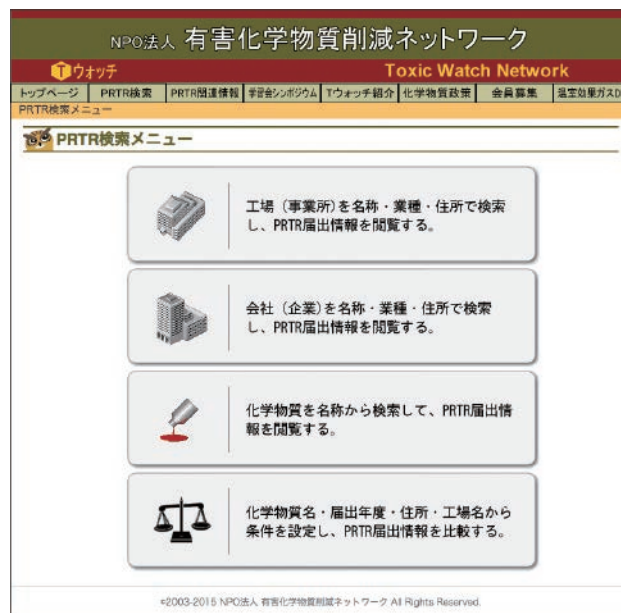 NPO法人 有害化学物質削減ネットワーク
Tウォッチ Toxic Watch Network
トップページ PRTR検索 PRTR関連情報 学習会シンポジウム Tウォッチ紹介 化学物質政策 会員募集 温室効果ガスD
PRTR検索メニュー
PRTR検索メニュー
工場（事業所）を名称・業種・住所で検索
し、PRTR届出情報を閲覧する。
会社（企業）を名称・業種・住所で検索
し、PRTR届出情報を閲覧する。
化学物質を名称から検索して、PRTR届出情
報を閲覧する。
化学物質名・届出年度・住所・工場名から
条件を設定し、PRTR届出情報を比較する。
©2003-2015 NPO法人 有害化学物質削減ネットワーク All Rights Reserved.